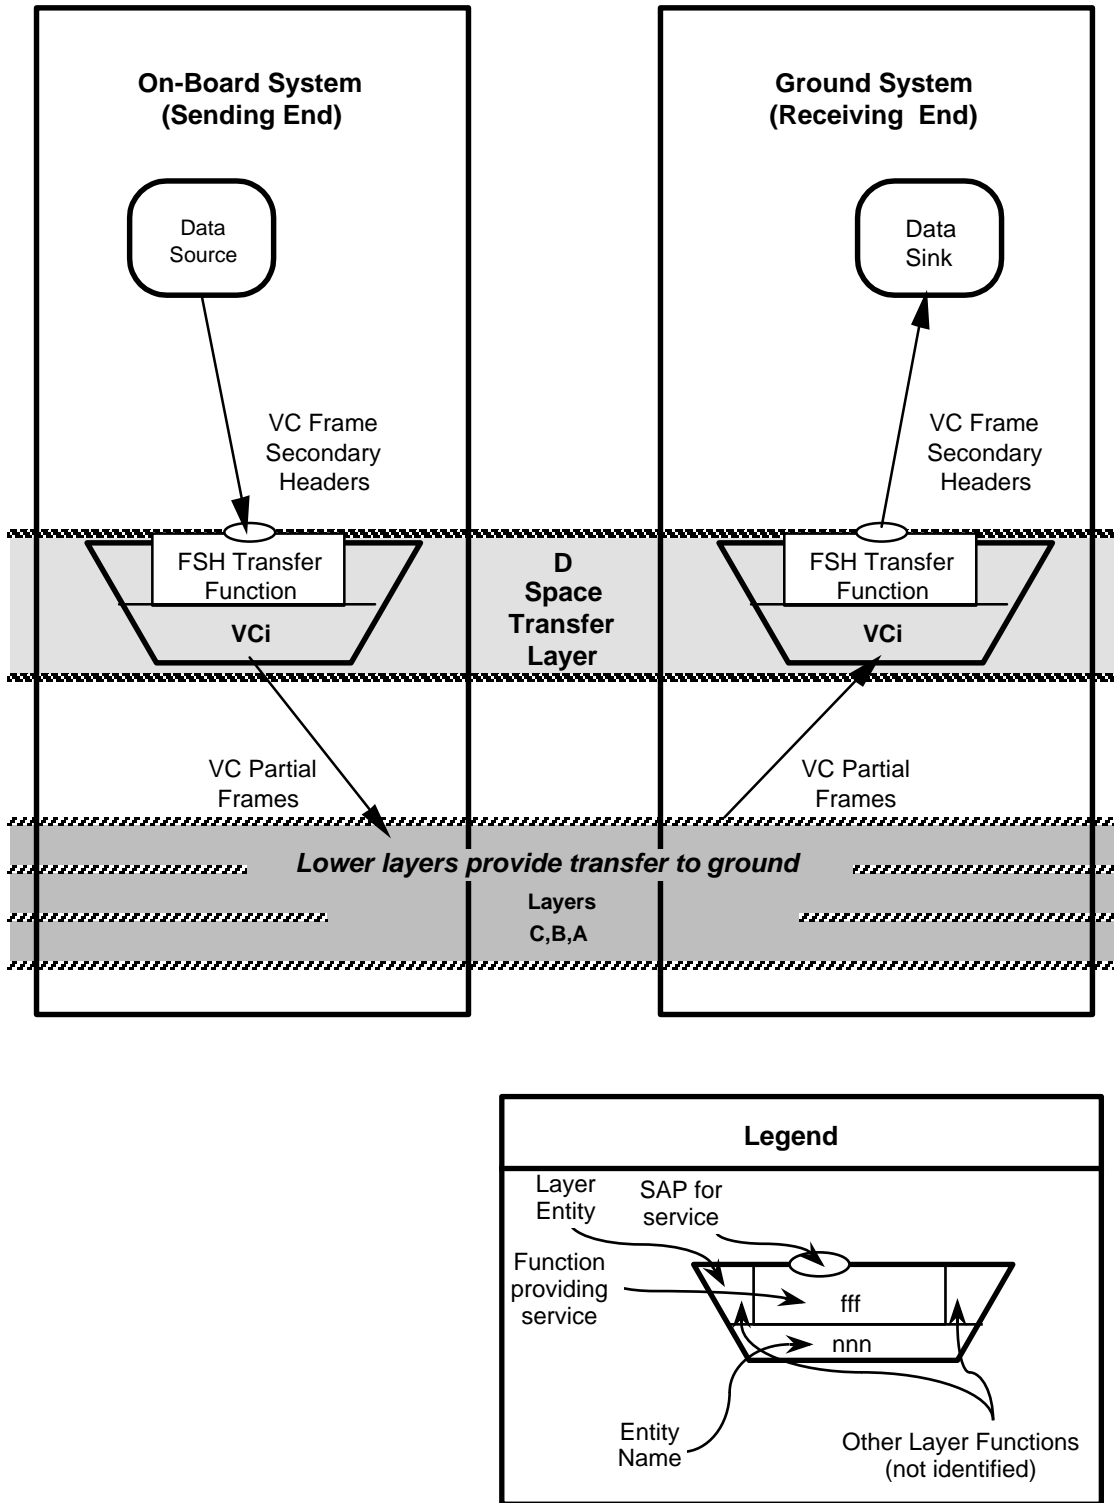 On-Board System
(Sending End)
Ground System
(Receiving End)
Data
Source
Data
Sink
VC Frame
Secondary
Headers
VC Frame
Secondary
Headers
FSH Transfer
Function
VCi
D
Space
Transfer
Layer
FSH Transfer
Function
VCi
VC Partial
Frames
VC Partial
Frames
Lower layers provide transfer to ground
Layers
C,B,A
Legend
Layer
Entity
SAP for
service
Function
providing
service
fff
nnn
Entity
Name
Other Layer Functions
(not identified)